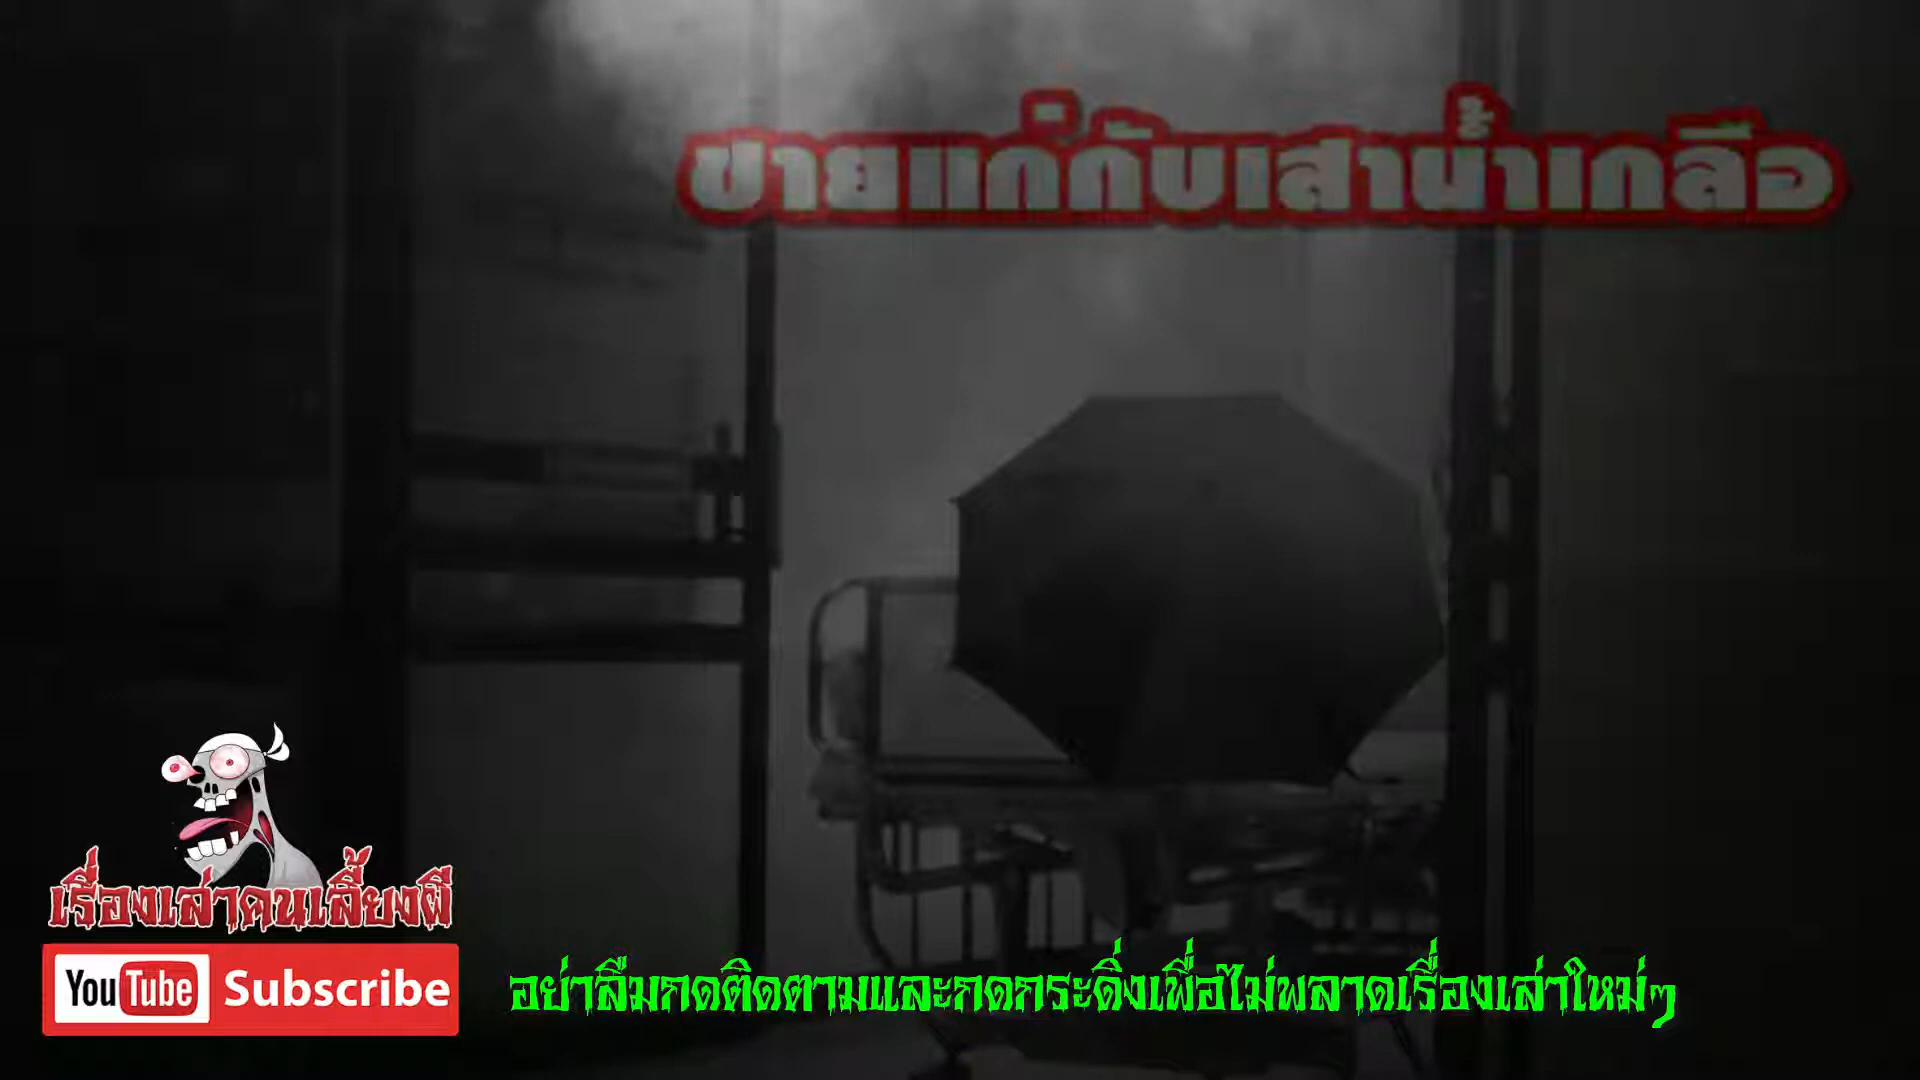 ชายแก่กับเสาน้ำเกลือ
เรื่องเล่าคนเลี้ยงผี
YouTube Subscribe
อย่าลืมกดติดตามและกดกระดิ่งเพื่อไม่พลาดเรื่องเล่าใหม่ๆ